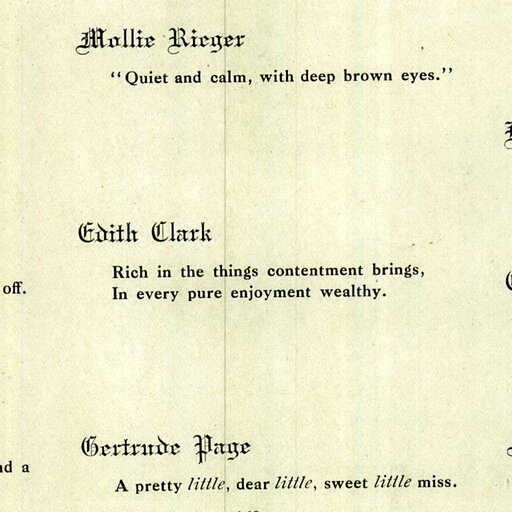 Mollie Rieger
"Quiet and calm, with deep brown eyes."
Edith Clark
Rich in the things contentment brings,
off.
In every pure enjoyment wealthy.
Gertrude Page
nd a
A pretty little, dear little, sweet little miss.